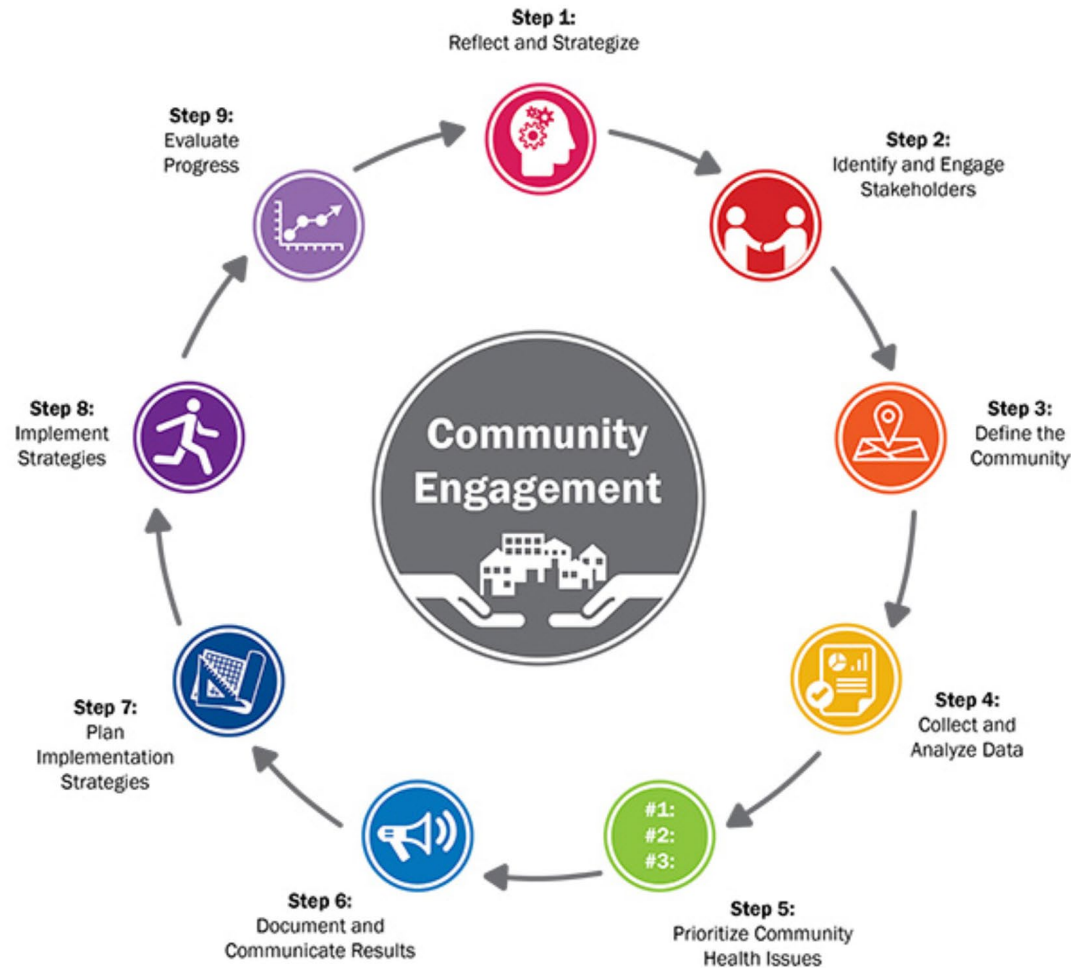 Step 1:
Reflect and Strategize
Step 2:
Identify and Engage
Stakeholders
Step 3:
Define the
Community
Step 4:
Collect and
Analyze Data
#1:
#2:
#3:
Step 5:
Prioritize Community
Health Issues
Step 6:
Document and
Communicate Results
Step 7:
Plan
Implementation
Strategies
Step 8:
Implement
Strategies
Step 9:
Evaluate
Progress
Community
Engagement